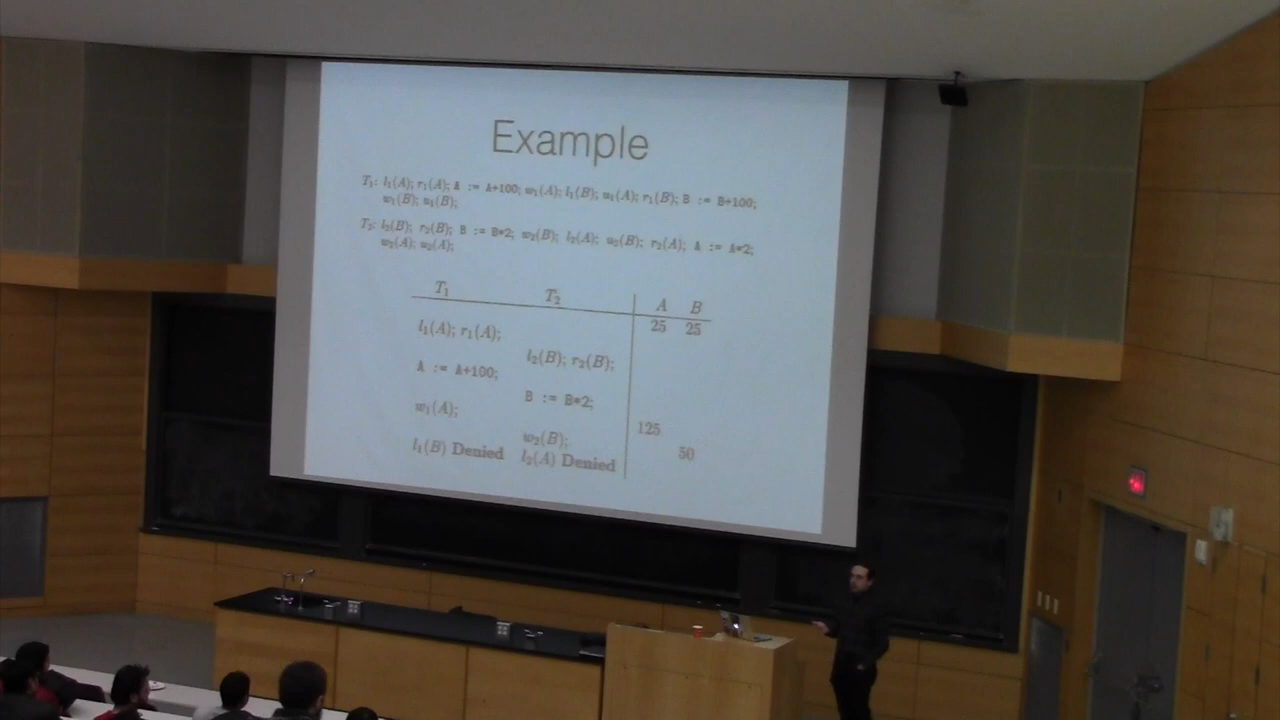 Example
T₁: l₁(A); r₁(A); A := A+100; w₁(A); l₁(B); u₁(A); r₁(B); B := B+100;
w₁(B); u₁(B);
T₂: l₂(B); r₂(B); B := B*2; w₂(B); l₂(A); u₂(B); r₂(A); A := A*2;
w₂(A); u₂(A);
T₁ T₂ A B
25 25
l₁(A); r₁(A);
l₂(B); r₂(B);
A := A+100;
B := B*2;
w₁(A); 125
w₂(B); 50
l₁(B) Denied l₂(A) Denied